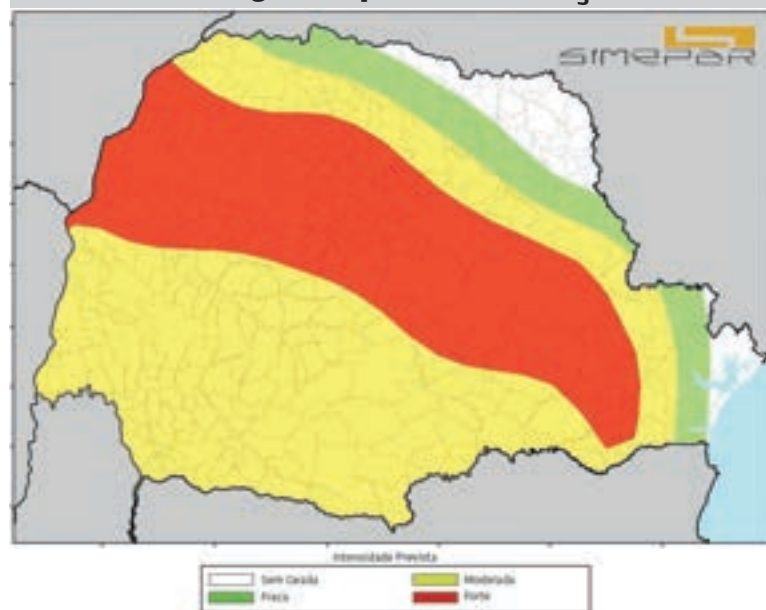 SIMEPAR
Intensidade Prevista
Sem Geada
Moderada
Fraca
Forte